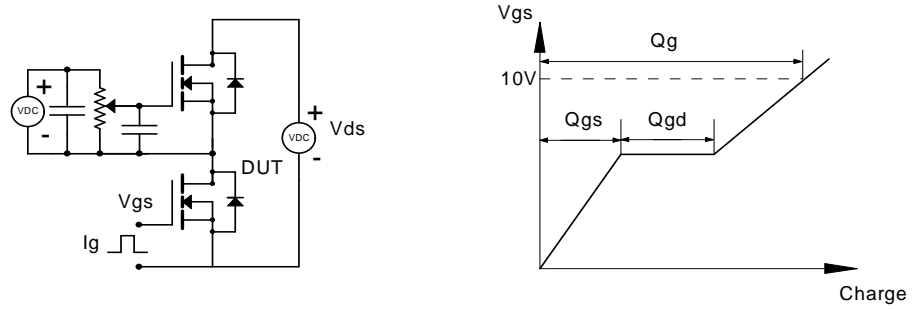 +
VDC
-
+
VDC
-
Vds
DUT
Vgs
Ig
Vgs
Qg
10V
Qgs
Qgd
Charge